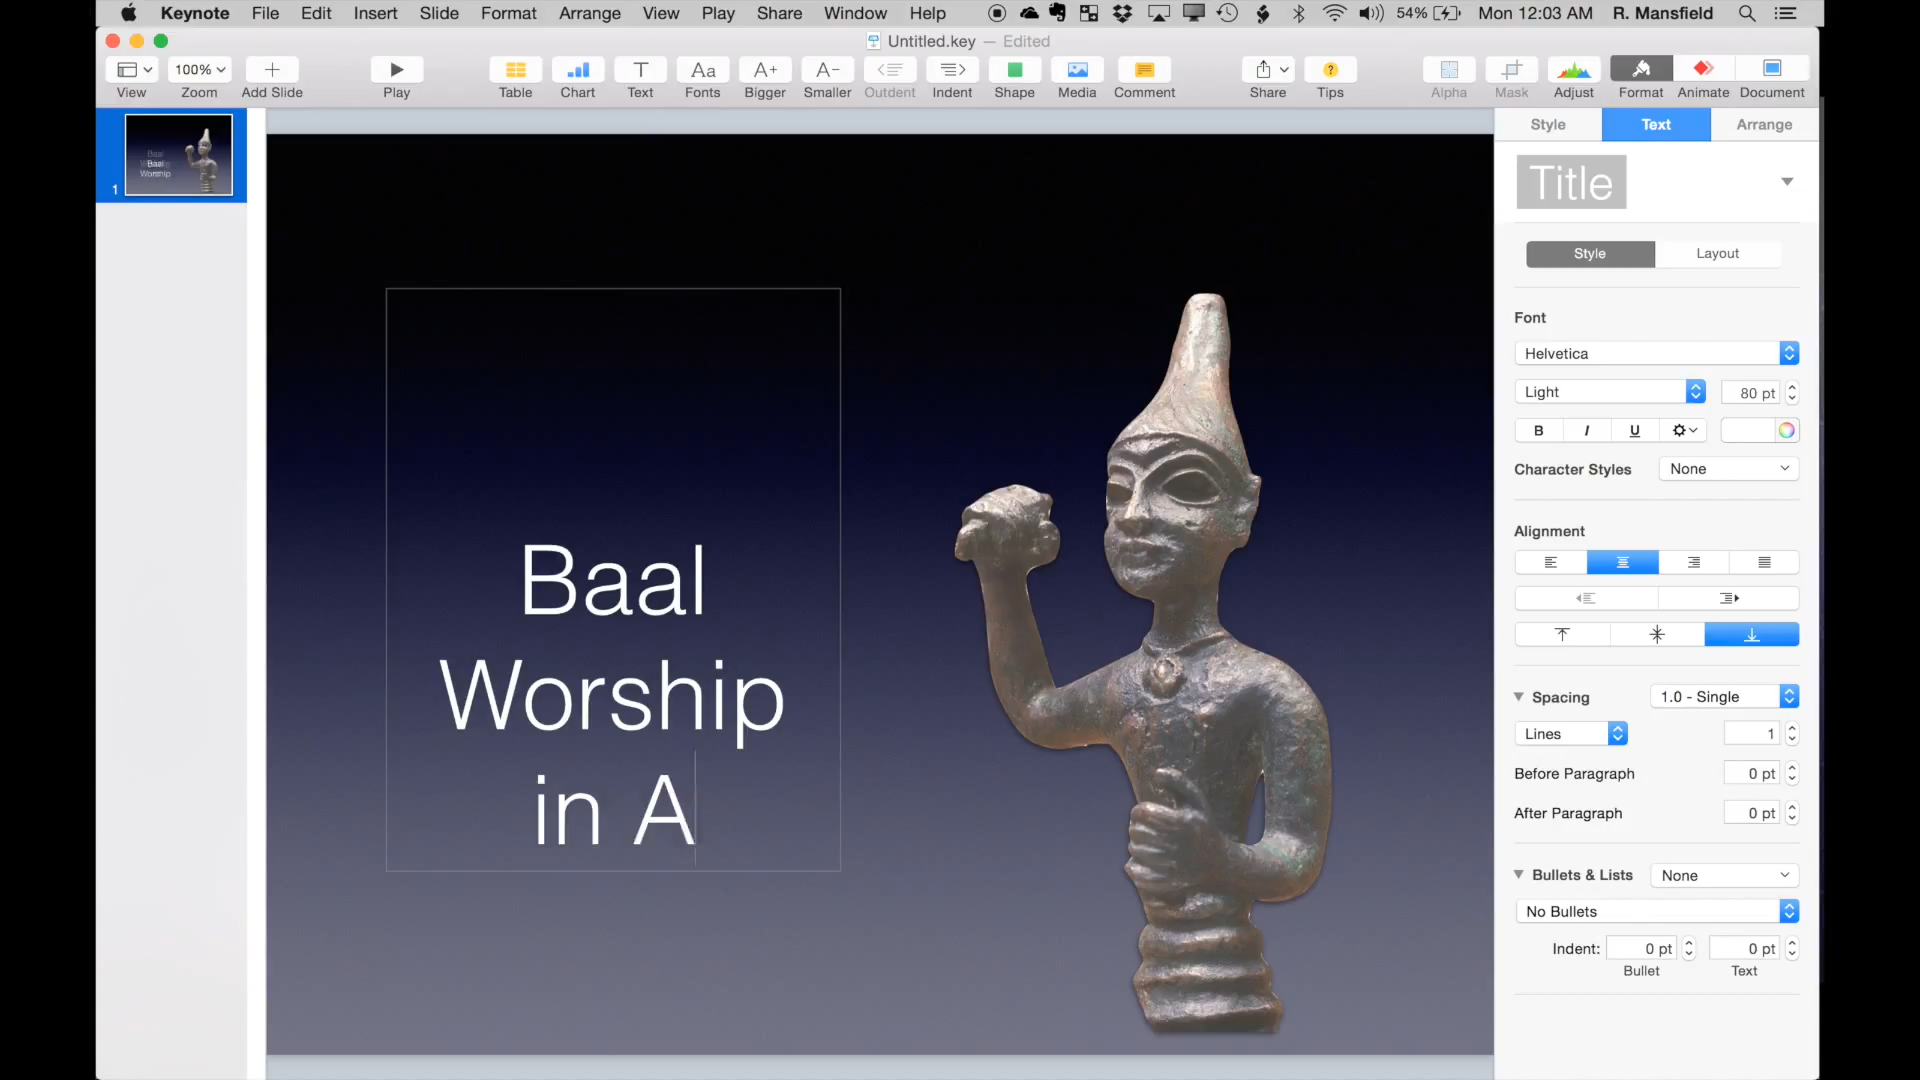 Keynote File Edit Insert Slide Format Arrange View Play Share Window Help 54% Mon 12:03 AM R. Mansfield
Untitled.key — Edited
100%
View Zoom Add Slide Play Table Chart Text Fonts Bigger Smaller Outdent Indent Shape Media Comment Share Tips Alpha Mask Adjust Format Animate Document
Style Text Arrange
Title
Style Layout
Font
Helvetica
Light 80 pt
B I U
Character Styles None
Alignment
Spacing 1.0 - Single
Lines 1
Before Paragraph 0 pt
After Paragraph 0 pt
Bullets & Lists None
No Bullets
Indent: 0 pt 0 pt
Bullet Text
1
Baal
Worship
Baal
Worship
in A